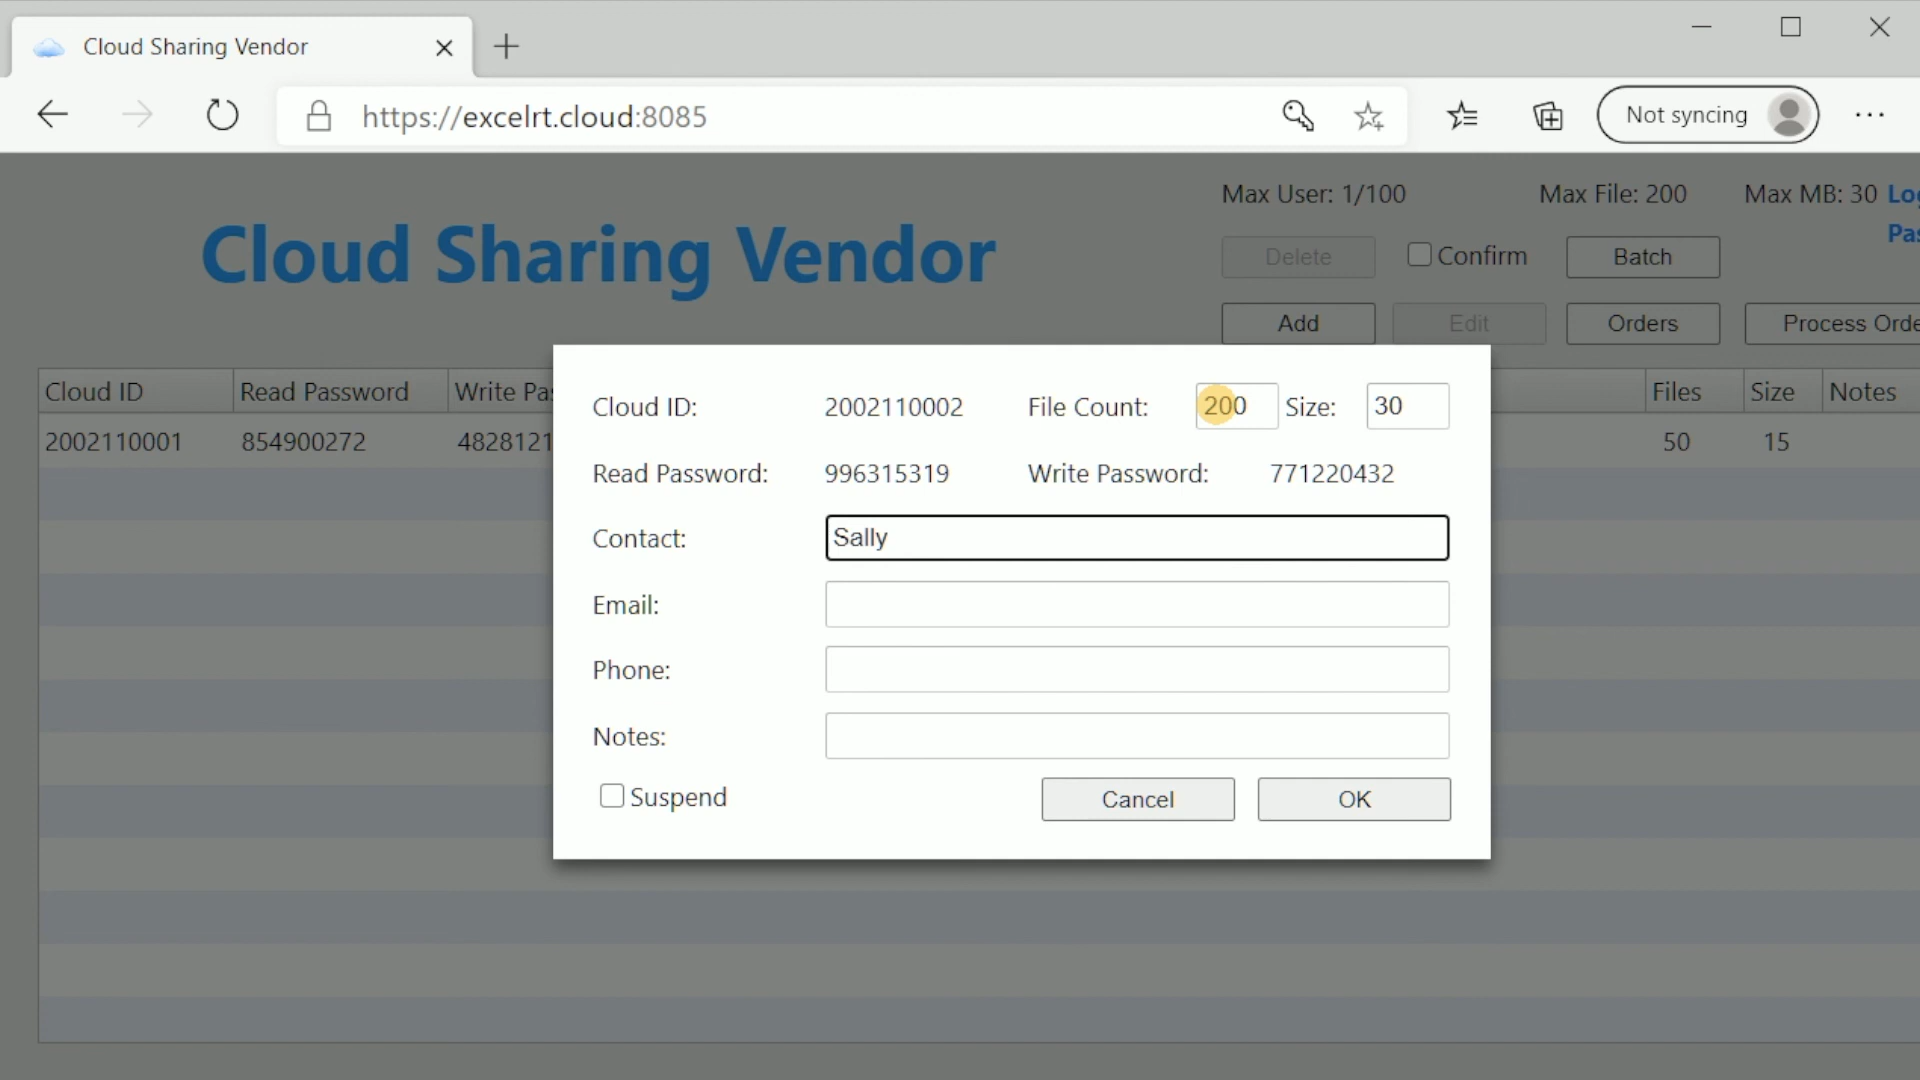 Cloud Sharing Vendor
https://excelrt.cloud:8085
Not syncing
Max User: 1/100 Max File: 200 Max MB: 30
Cloud Sharing Vendor
Delete Confirm Batch
Add Edit Orders Process
Cloud ID Read Password Write Files Size Notes
2002110001 854900272 4828121 50 15
Cloud ID: 2002110002 File Count: 200 Size: 30
Read Password: 996315319 Write Password: 771220432
Contact: Sally
Email:
Phone:
Notes:
Suspend Cancel OK